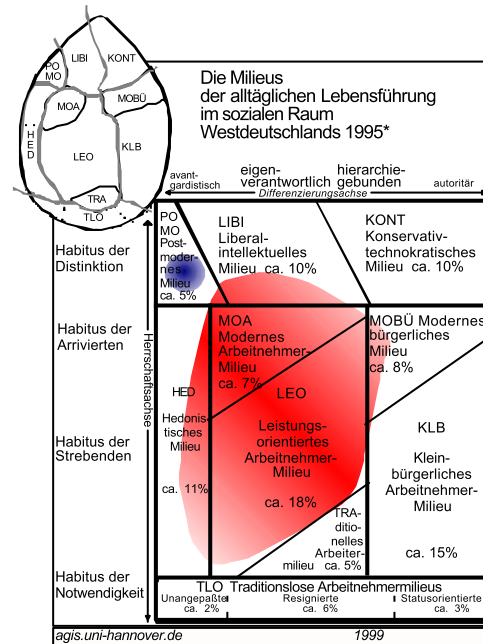 LIBI
KONT
PO
MO
MOA
MOBÜ
HED
LEO
KLB
TRA
TLO
Die Milieus
der alltäglichen Lebensführung
im sozialen Raum
Westdeutschlands 1995*
avant-
gardistisch
eigen-
verantwortlich
hierarchie-
gebunden
autoritär
Differenzierungsachse
Herrschaftsachse
Habitus der
Distinktion
Habitus der
Arrivierten
Habitus der
Strebenden
Habitus der
Notwendigkeit
PO
MO
Post-
moder-
nes
Milieu
ca. 5%
LIBI
Liberal-
intellektuelles
Milieu ca. 10%
KONT
Konservativ-
technokratisches
Milieu ca. 10%
MOA
Modernes
Arbeitnehmer-
Milieu
ca. 7%
MOBÜ Modernes
bürgerliches
Milieu
ca. 8%
HED
Hedonis-
tisches
Milieu
ca. 11%
LEO
Leistungs-
orientiertes
Arbeitnehmer-
Milieu
ca. 18%
KLB
Klein-
bürgerliches
Arbeitnehmer-
Milieu
ca. 15%
TRA-
ditio-
nelles
Arbeiter-
milieu ca. 5%
TLO Traditionslose Arbeitnehmermilieus
Unangepaßte
ca. 2%
Resignierte
ca. 6%
Statusorientierte
ca. 3%
agis.uni-hannover.de
1999